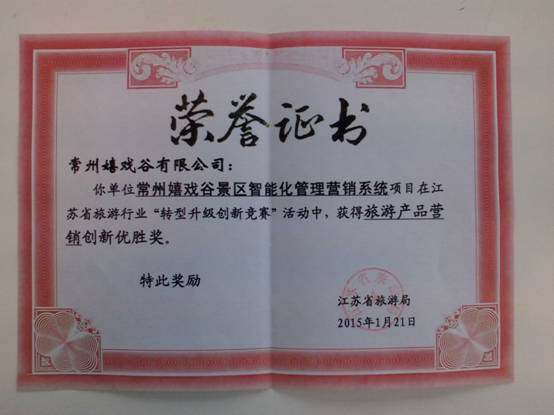 荣誉证书
常州嬉戏谷有限公司：
你单位常州嬉戏谷景区智能化管理营销系统项目在江
苏省旅游行业“转型升级创新竞赛”活动中，获得旅游产品营
销创新优胜奖。
特此奖励
江苏省旅游局
2015年1月21日